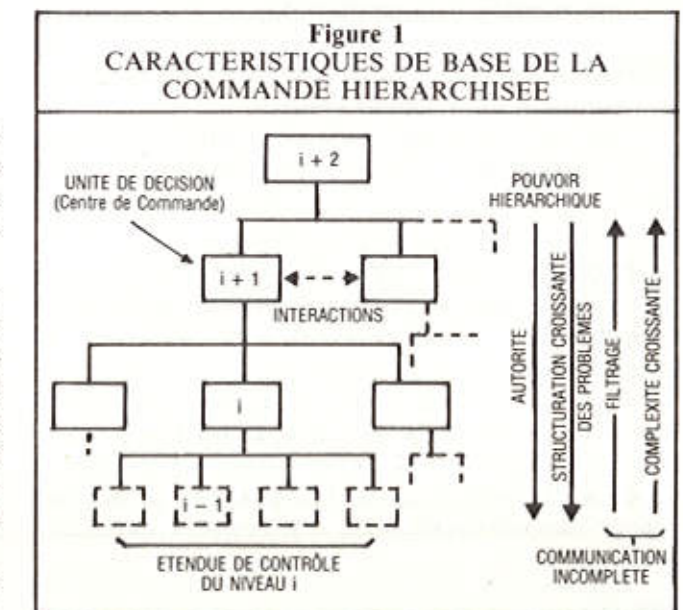 Figure 1
CARACTERISTIQUES DE BASE DE LA
COMMANDE HIERARCHISEE
i + 2
UNITE DE DECISION
(Centre de Commande)
POUVOIR
HIERARCHIQUE
i + 1
INTERACTIONS
i
i – 1
ETENDUE DE CONTRÔLE
DU NIVEAU i
AUTORITE
STRUCTURATION CROISSANTE
DES PROBLEMES
FILTRAGE
COMPLEXITE CROISSANTE
COMMUNICATION
INCOMPLETE